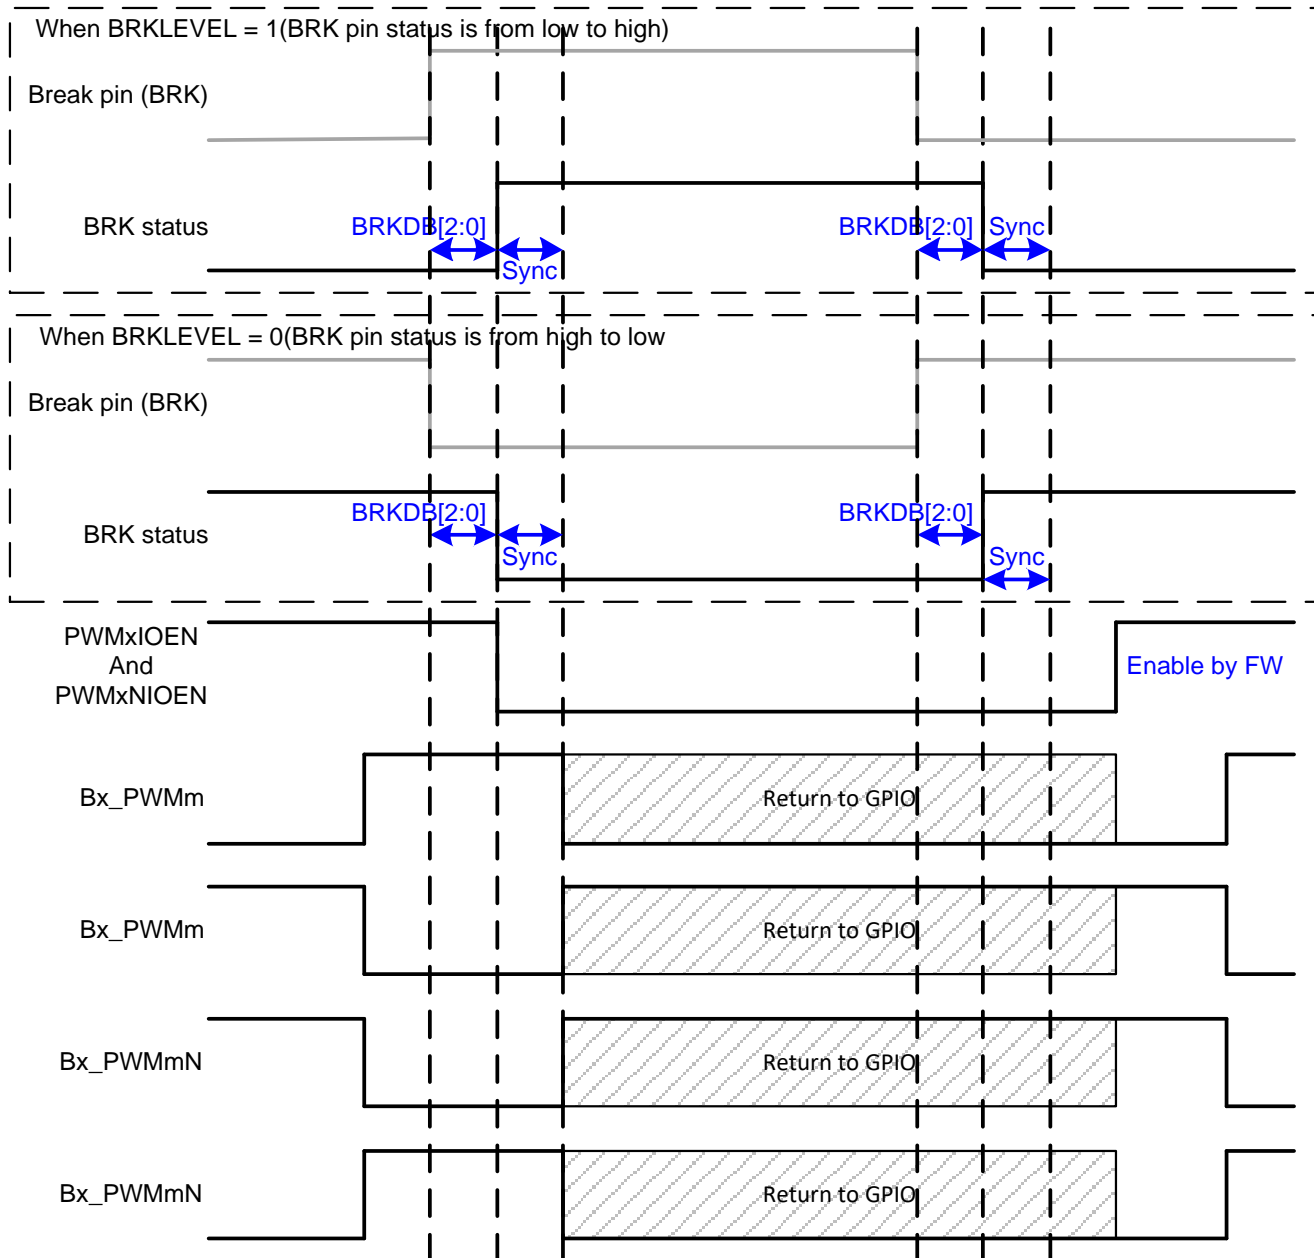 When BRKLEVEL = 1(BRK pin status is from low to high)
Break pin (BRK)
BRK status
BRKDB[2:0]
Sync
BRKDB[2:0]
Sync
When BRKLEVEL = 0(BRK pin status is from high to low
Break pin (BRK)
BRK status
BRKDB[2:0]
Sync
BRKDB[2:0]
Sync
PWMxIOEN
And
PWMxNIOEN
Enable by FW
Bx_PWMm
Return to GPIO
Bx_PWMm
Return to GPIO
Bx_PWMmN
Return to GPIO
Bx_PWMmN
Return to GPIO